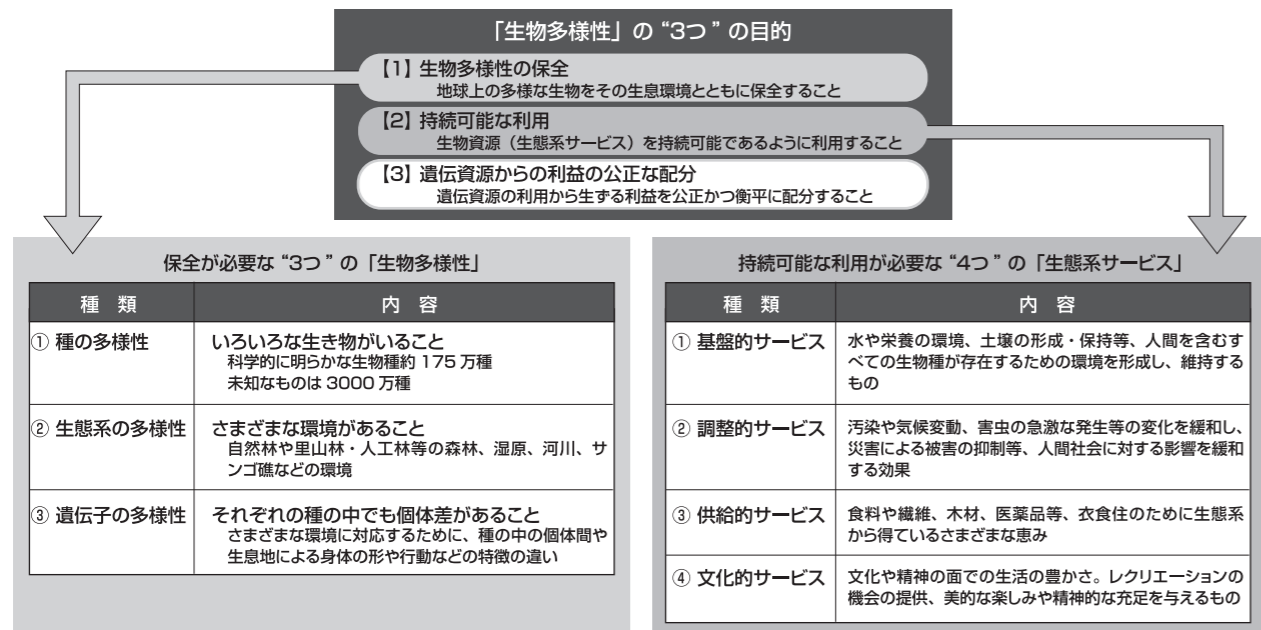 「生物多様性」の “3つ ” の目的
【1】生物多様性の保全
地球上の多様な生物をその生息環境とともに保全すること
【2】持続可能な利用
生物資源（生態系サービス）を持続可能であるように利用すること
【3】遺伝資源からの利益の公正な配分
遺伝資源の利用から生ずる利益を公正かつ衡平に配分すること
保全が必要な “3つ ” の「生物多様性」
種 類 内 容
① 種の多様性 いろいろな生き物がいること
科学的に明らかな生物種約 175 万種
未知なものは 3000 万種
② 生態系の多様性 さまざまな環境があること
自然林や里山林・人工林等の森林、湿原、河川、サ
ンゴ礁などの環境
③ 遺伝子の多様性 それぞれの種の中でも個体差があること
さまざまな環境に対応するために、種の中の個体間や
生息地による身体の形や行動などの特徴の違い
持続可能な利用が必要な “4つ ” の「生態系サービス」
種 類 内 容
① 基盤的サービス 水や栄養の環境、土壌の形成・保持等、人間を含むす
べての生物種が存在するための環境を形成し、維持する
もの
② 調整的サービス 汚染や気候変動、害虫の急激な発生等の変化を緩和し、
災害による被害の抑制等、人間社会に対する影響を緩和
する効果
③ 供給的サービス 食料や繊維、木材、医薬品等、衣食住のために生態系
から得ているさまざまな恵み
④ 文化的サービス 文化や精神の面での生活の豊かさ。レクリエーションの
機会の提供、美的な楽しみや精神的な充足を与えるもの